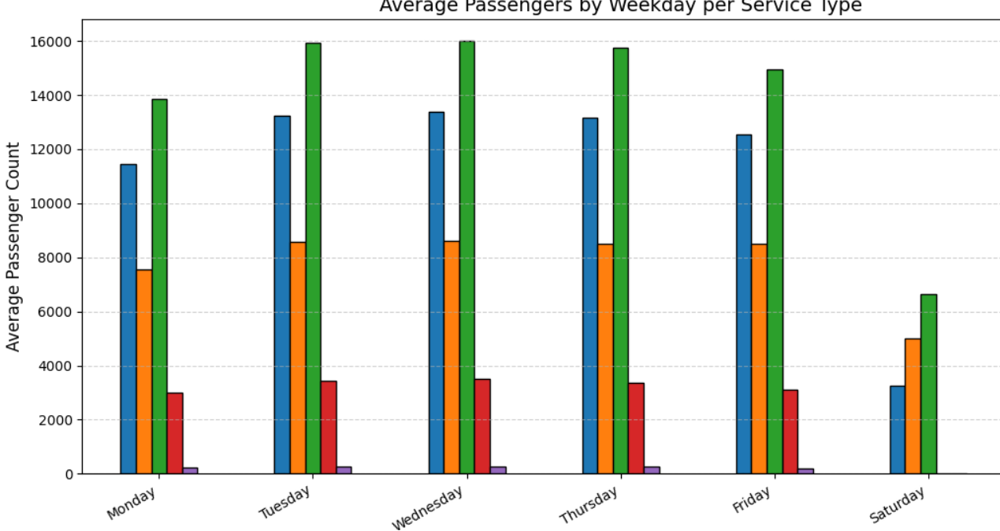 Average Passengers by Weekday per Service Type
Average Passenger Count
16000
14000
12000
10000
8000
6000
4000
2000
0
Monday
Tuesday
Wednesday
Thursday
Friday
Saturday